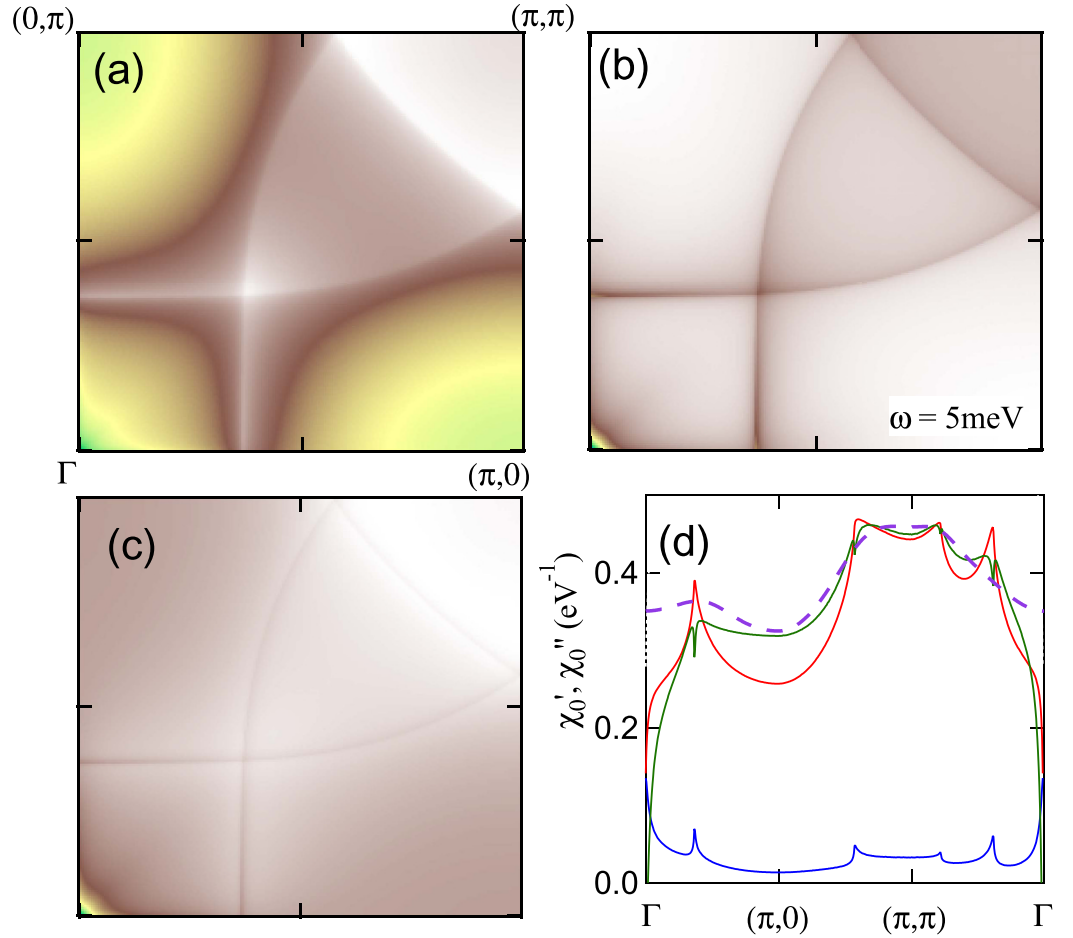 (0,π)
(π,π)
(a)
(b)
ω = 5meV
Γ
(π,0)
(c)
(d)
χ₀', χ₀'' (eV⁻¹)
0.4
0.2
0.0
Γ
(π,0)
(π,π)
Γ